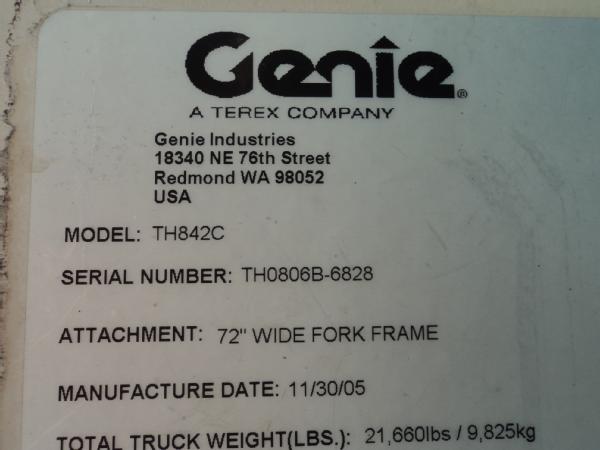 Genie®
A TEREX COMPANY
Genie Industries
18340 NE 76th Street
Redmond WA 98052
USA
MODEL: TH842C
SERIAL NUMBER: TH0806B-6828
ATTACHMENT: 72" WIDE FORK FRAME
MANUFACTURE DATE: 11/30/05
TOTAL TRUCK WEIGHT(LBS.): 21,660lbs / 9,825kg